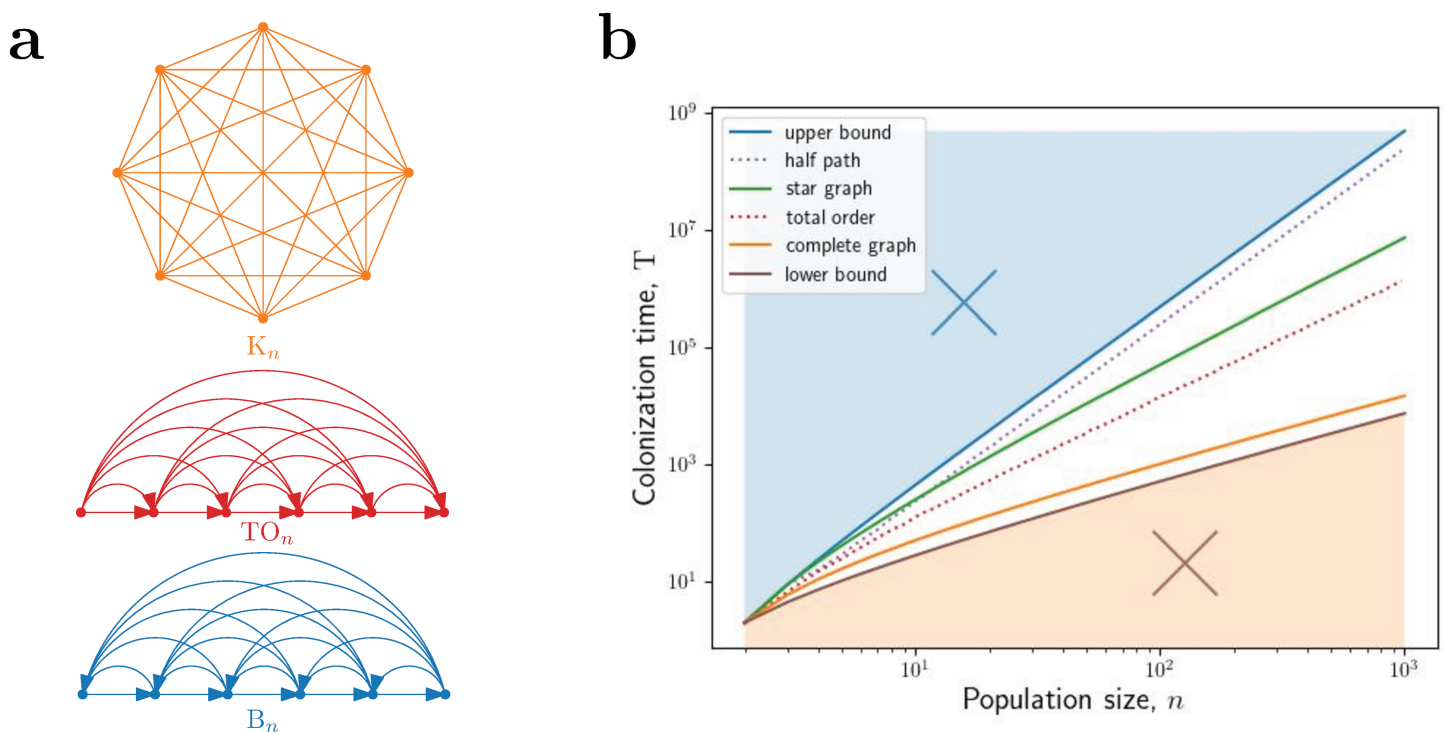 a
K_n
TO_n
B_n
b
Colonization time, T
10^9
10^7
10^5
10^3
10^1
upper bound
half path
star graph
total order
complete graph
lower bound
10^1
10^2
10^3
Population size, n